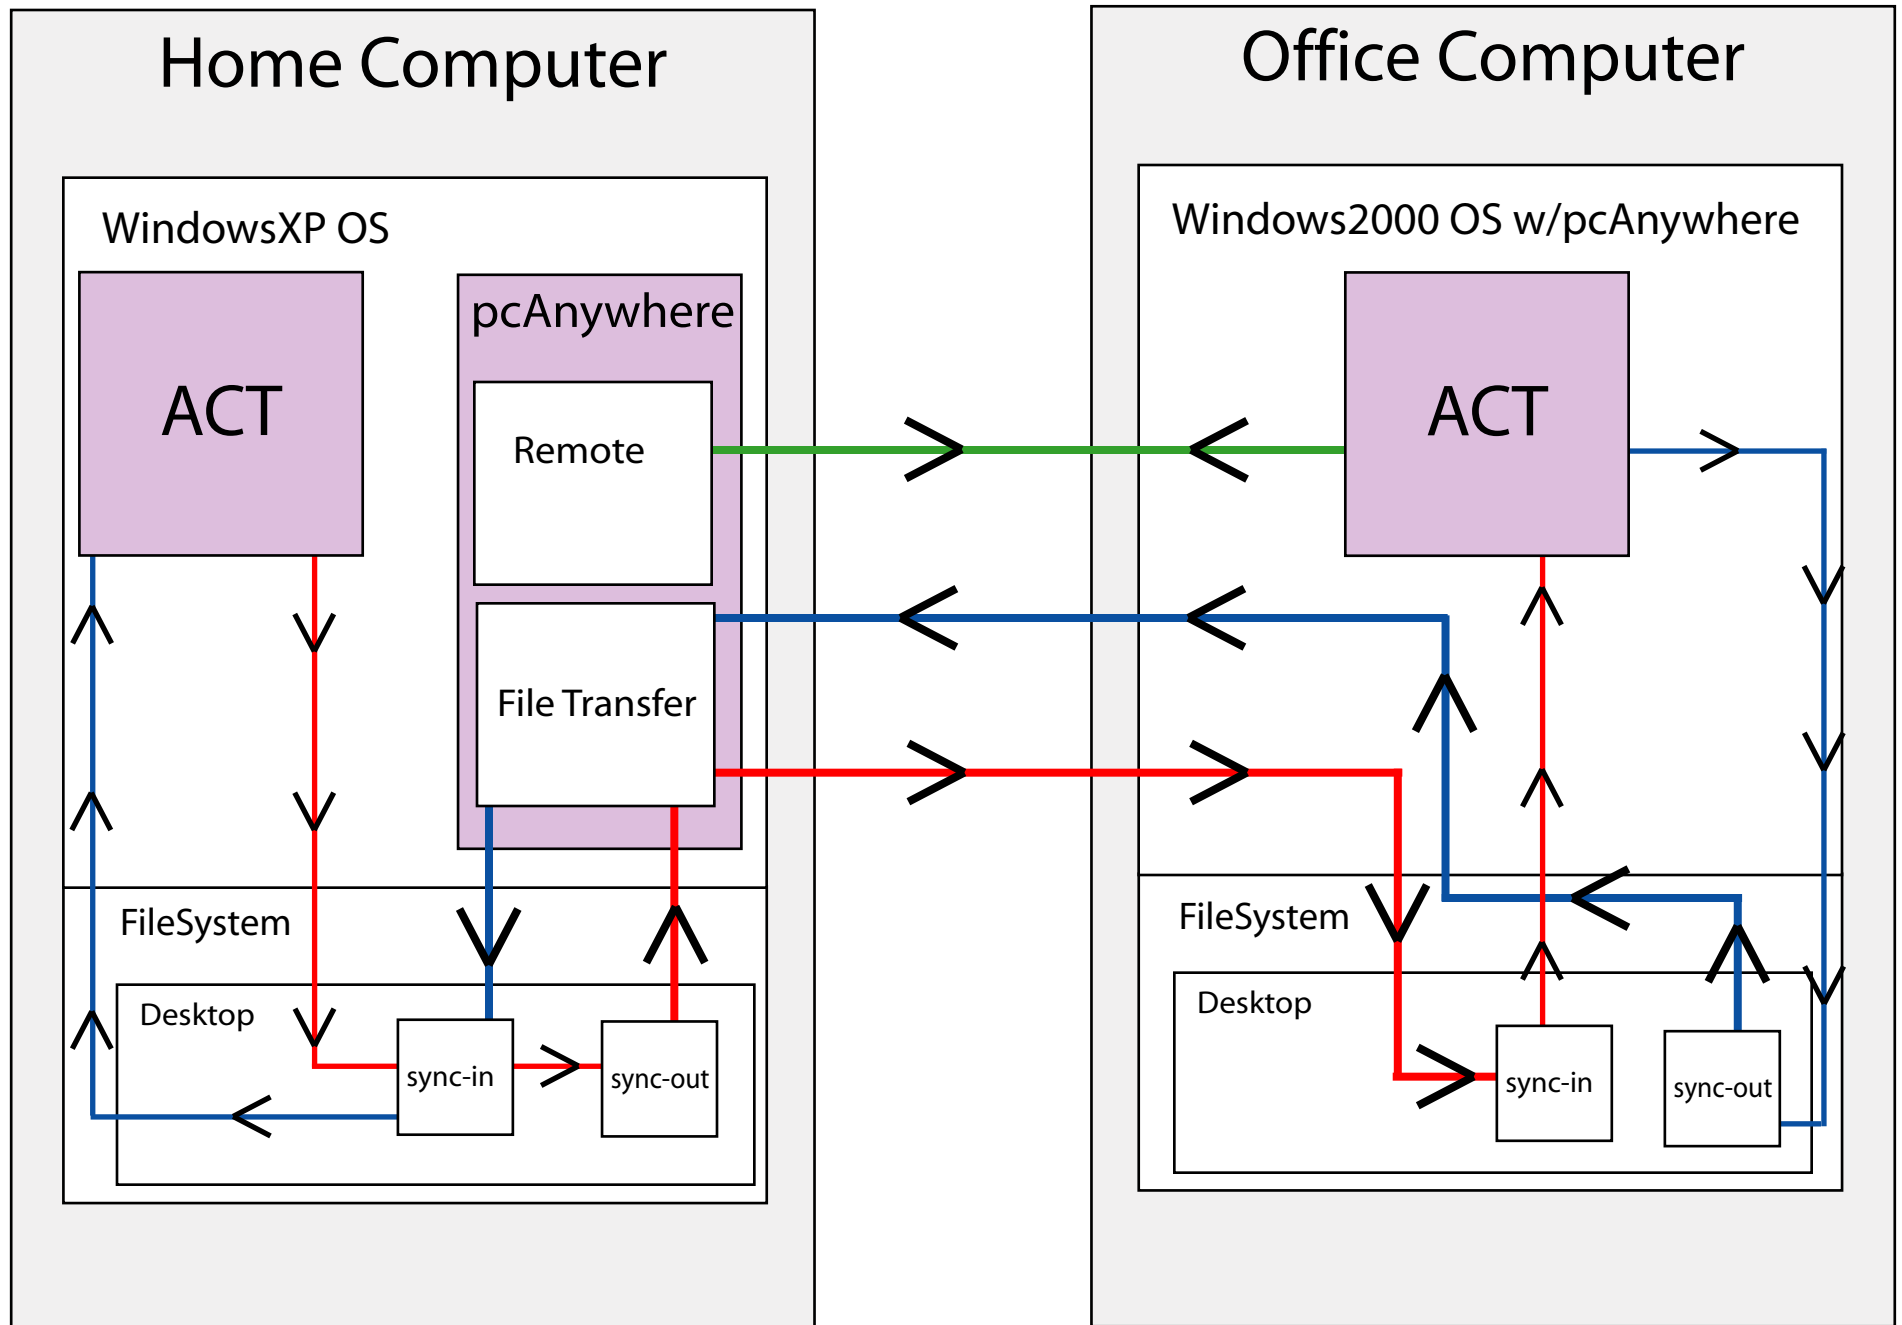 Home Computer
WindowsXP OS
ACT
pcAnywhere
Remote
File Transfer
FileSystem
Desktop
sync-in
sync-out
Office Computer
Windows2000 OS w/pcAnywhere
ACT
FileSystem
Desktop
sync-in
sync-out